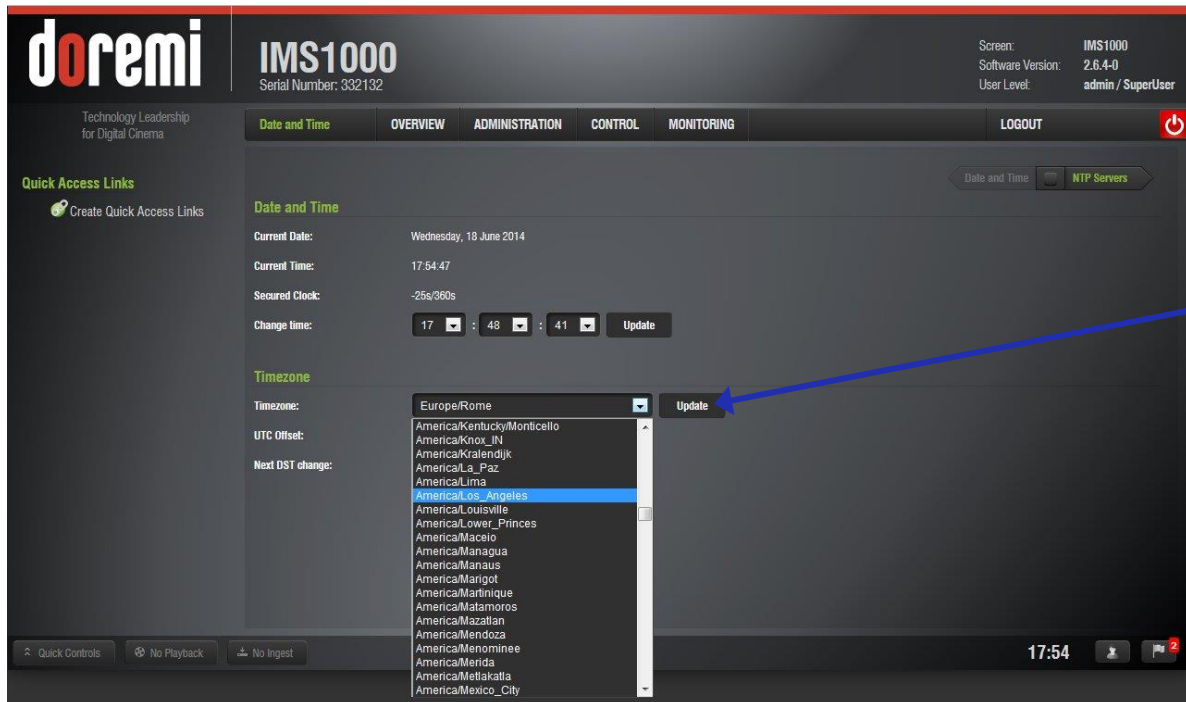 doremi
Technology Leadership
for Digital Cinema
IMS1000
Serial Number: 332132
Screen: IMS1000
Software Version: 2.6.4-0
User Level: admin / SuperUser
Date and Time OVERVIEW ADMINISTRATION CONTROL MONITORING LOGOUT
Quick Access Links
Create Quick Access Links
Date and Time NTP Servers
Date and Time
Current Date: Wednesday, 18 June 2014
Current Time: 17:54:47
Secured Clock: -25s/360s
Change time: 17 : 48 : 41 Update
Timezone
Timezone: Europe/Rome Update
UTC Offset:
Next DST change:
America/Kentucky/Monticello
America/Knox_IN
America/Kralendijk
America/La_Paz
America/Lima
America/Los_Angeles
America/Louisville
America/Lower_Princes
America/Maceio
America/Managua
America/Manaus
America/Marigot
America/Martinique
America/Matamoros
America/Mazatlan
America/Mendoza
America/Menominee
America/Merida
America/Metlakatla
America/Mexico_City
Quick Controls No Playback No Ingest 17:54 2